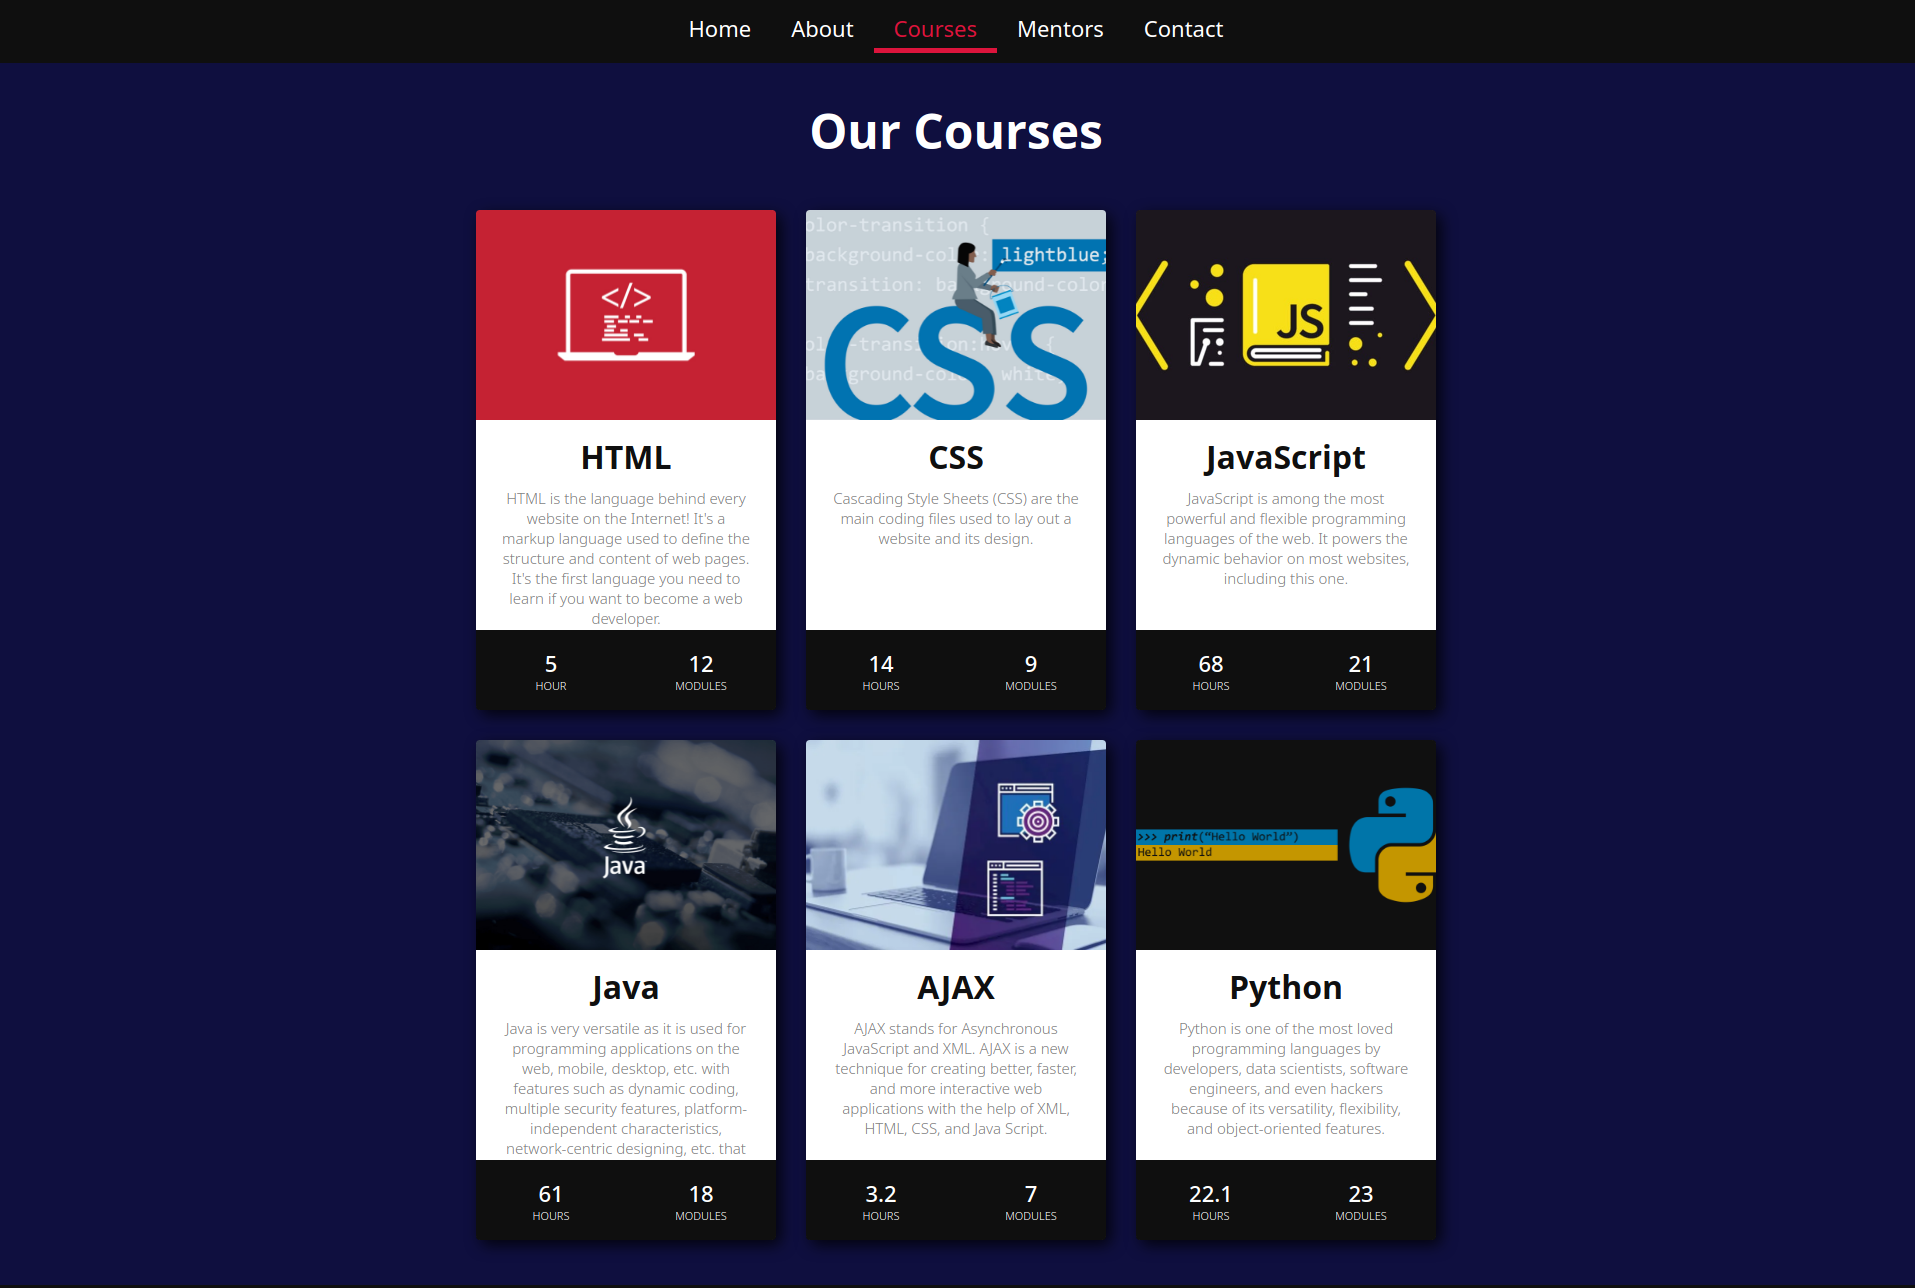 Home About Courses Mentors Contact
Our Courses
</>
HTML
HTML is the language behind every
website on the Internet! It's a
markup language used to define the
structure and content of web pages.
It's the first language you need to
learn if you want to become a web
developer.
5
HOUR
12
MODULES
olor-transition {
background-col : lightblue;
transition: ba ground-color
CSS
CSS
Cascading Style Sheets (CSS) are the
main coding files used to lay out a
website and its design.
14
HOURS
9
MODULES
JS
JavaScript
JavaScript is among the most
powerful and flexible programming
languages of the web. It powers the
dynamic behavior on most websites,
including this one.
68
HOURS
21
MODULES
Java
Java
Java is very versatile as it is used for
programming applications on the
web, mobile, desktop, etc. with
features such as dynamic coding,
multiple security features, platform-
independent characteristics,
network-centric designing, etc. that
61
HOURS
18
MODULES
AJAX
AJAX stands for Asynchronous
JavaScript and XML. AJAX is a new
technique for creating better, faster,
and more interactive web
applications with the help of XML,
HTML, CSS, and Java Script.
3.2
HOURS
7
MODULES
>>> print(“Hello World”)
Hello World
Python
Python is one of the most loved
programming languages by
developers, data scientists, software
engineers, and even hackers
because of its versatility, flexibility,
and object-oriented features.
22.1
HOURS
23
MODULES